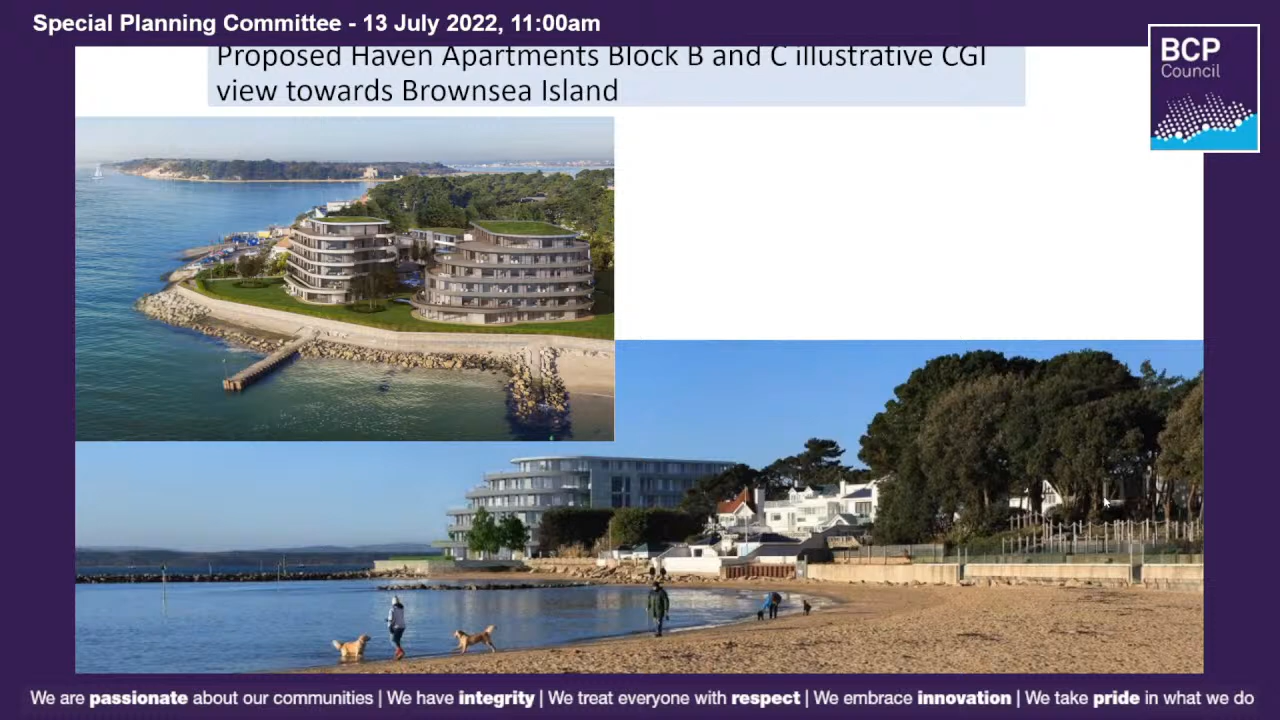 Special Planning Committee - 13 July 2022, 11:00am
BCP
Council
Proposed Haven Apartments Block B and C illustrative CGI
view towards Brownsea Island
We are passionate about our communities | We have integrity | We treat everyone with respect | We embrace innovation | We take pride in what we do